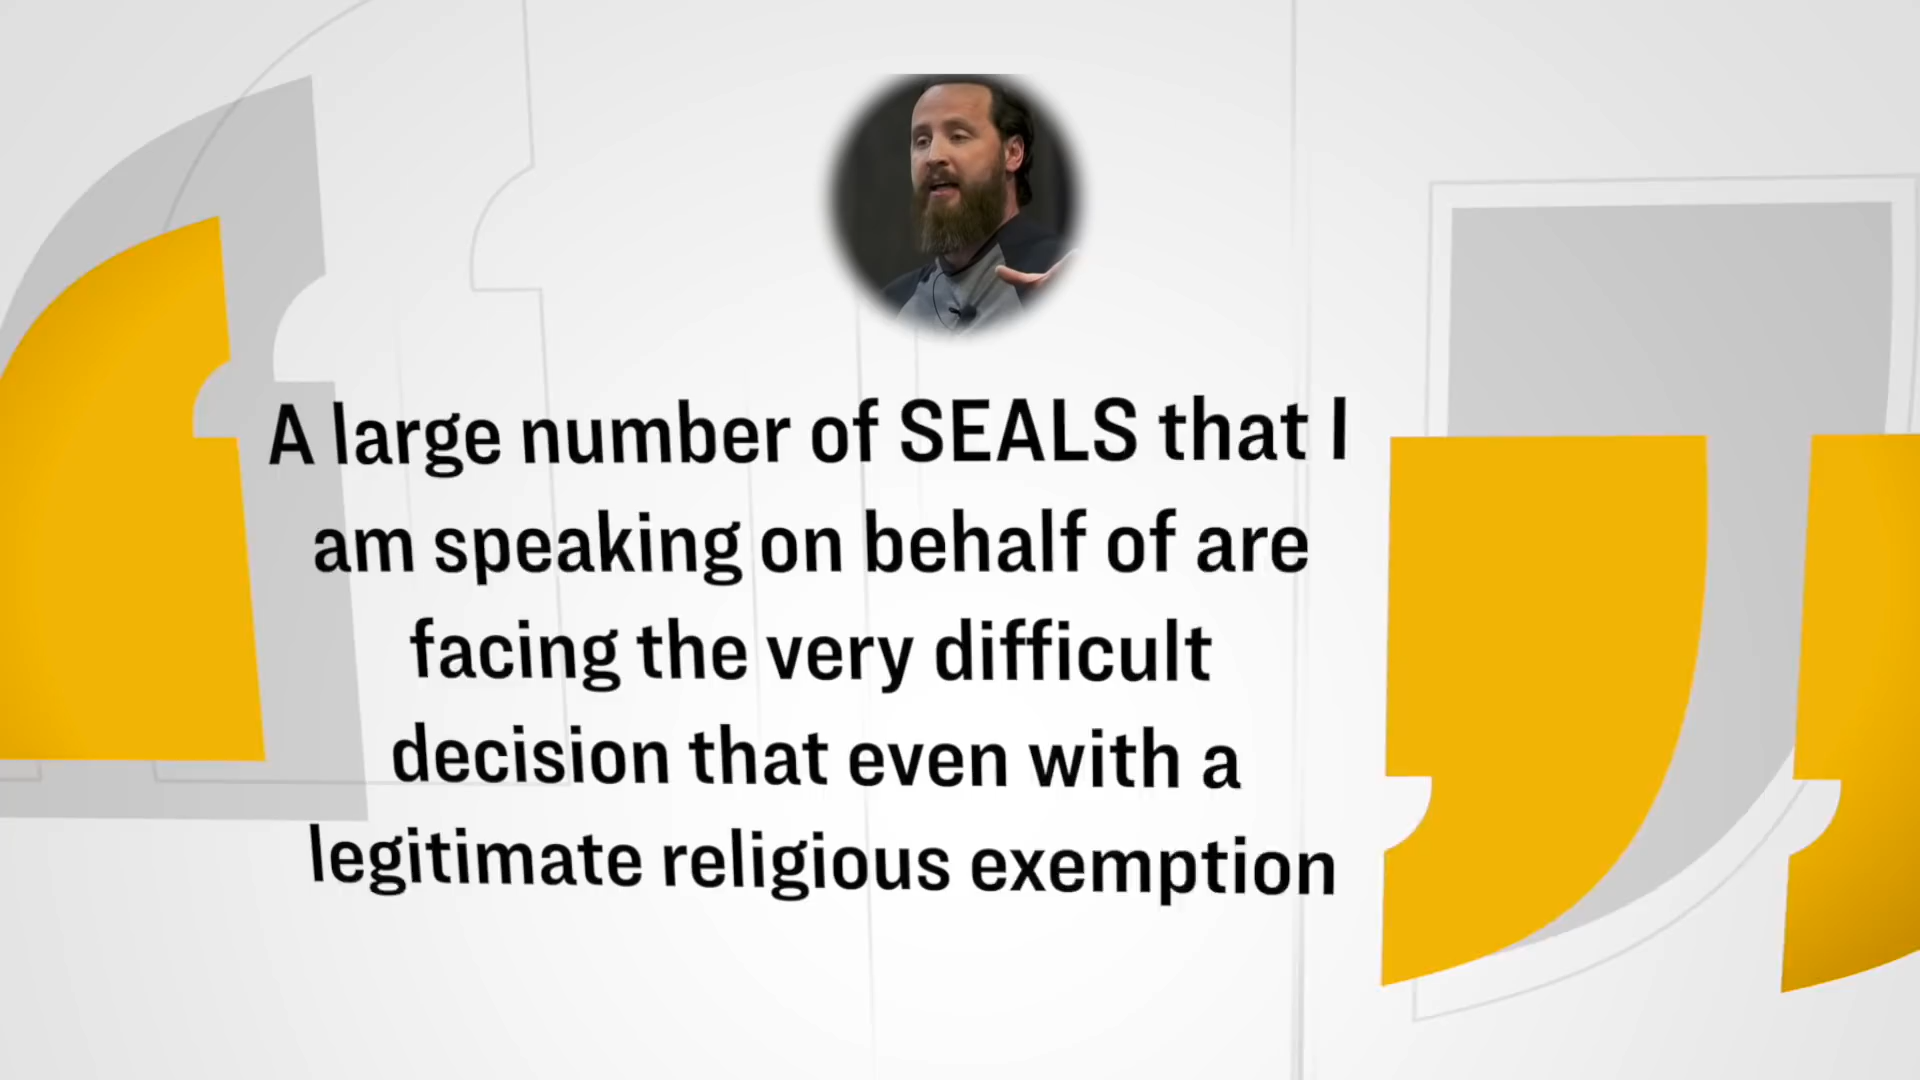 A large number of SEALS that I
am speaking on behalf of are
facing the very difficult
decision that even with a
legitimate religious exemption